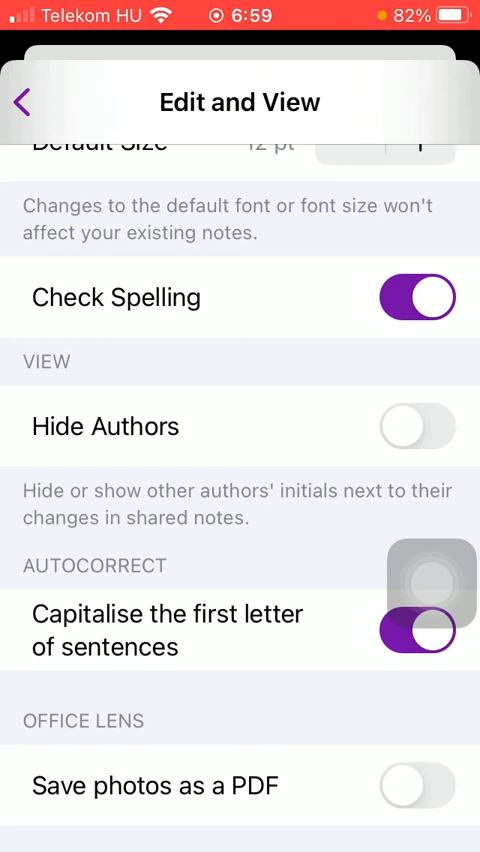 Telekom HU 6:59 82%
Edit and View
Default Size 12 pt
Changes to the default font or font size won't
affect your existing notes.
Check Spelling
VIEW
Hide Authors
Hide or show other authors' initials next to their
changes in shared notes.
AUTOCORRECT
Capitalise the first letter
of sentences
OFFICE LENS
Save photos as a PDF